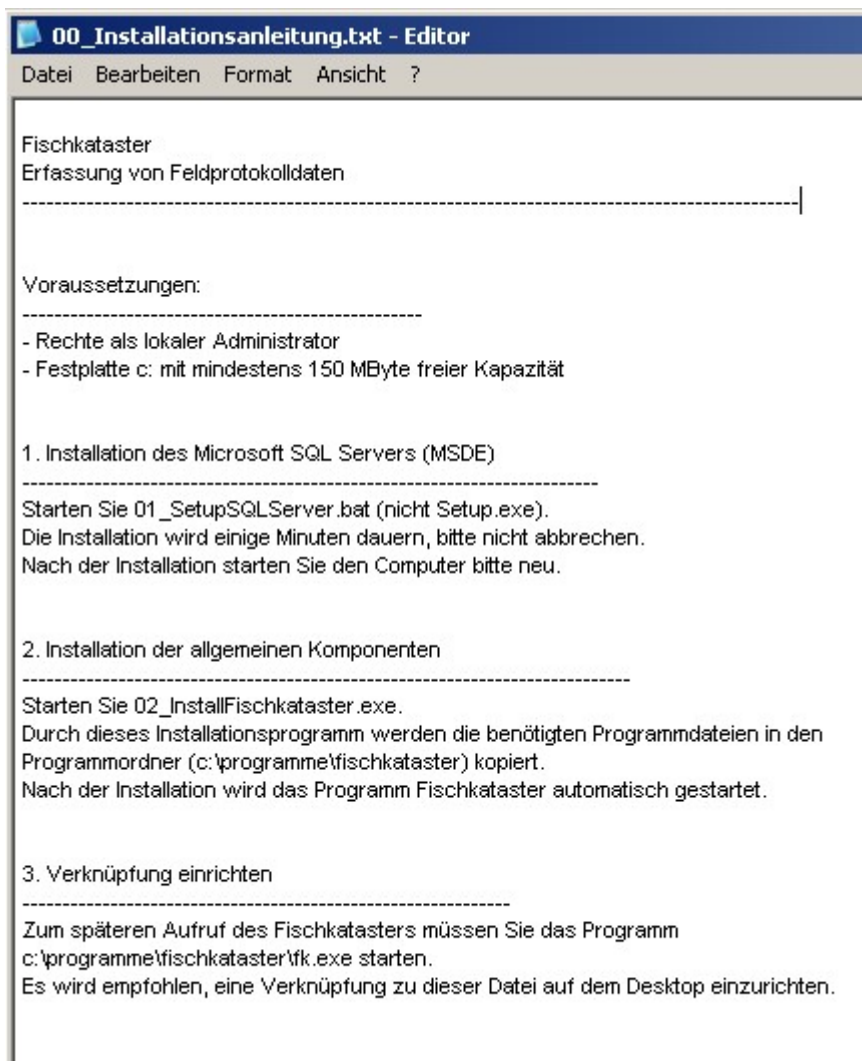 00_Installationsanleitung.txt - Editor
Datei Bearbeiten Format Ansicht ?
Fischkataster
Erfassung von Feldprotokolldaten
-------------------------------------------------------------------------------------------------
Voraussetzungen:
--------------------------------------------------
- Rechte als lokaler Administrator
- Festplatte c: mit mindestens 150 MByte freier Kapazität
1. Installation des Microsoft SQL Servers (MSDE)
------------------------------------------------------------------------
Starten Sie 01_SetupSQLServer.bat (nicht Setup.exe).
Die Installation wird einige Minuten dauern, bitte nicht abbrechen.
Nach der Installation starten Sie den Computer bitte neu.
2. Installation der allgemeinen Komponenten
----------------------------------------------------------------------------
Starten Sie 02_InstallFischkataster.exe.
Durch dieses Installationsprogramm werden die benötigten Programmdateien in den
Programmordner (c:\programme\fischkataster) kopiert.
Nach der Installation wird das Programm Fischkataster automatisch gestartet.
3. Verknüpfung einrichten
-------------------------------------------------------------
Zum späteren Aufruf des Fischkatasters müssen Sie das Programm
c:\programme\fischkataster\fk.exe starten.
Es wird empfohlen, eine Verknüpfung zu dieser Datei auf dem Desktop einzurichten.